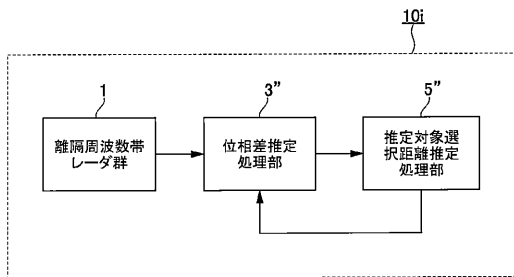 10i
1
離隔周波数帯
レーダ群
3”
位相差推定
処理部
5”
推定対象選
択距離推定
処理部